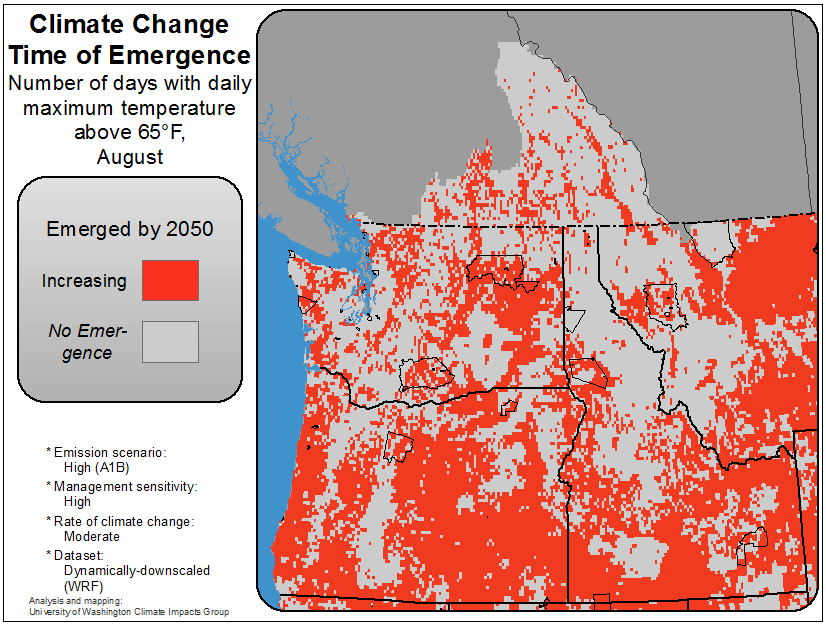 Climate Change
Time of Emergence
Number of days with daily
maximum temperature
above 65°F,
August
Emerged by 2050
Increasing
No Emer-
gence
* Emission scenario:
High (A1B)
* Management sensitivity:
High
* Rate of climate change:
Moderate
* Dataset:
Dynamically-downscaled
(WRF)
Analysis and mapping:
University of Washington Climate Impacts Group